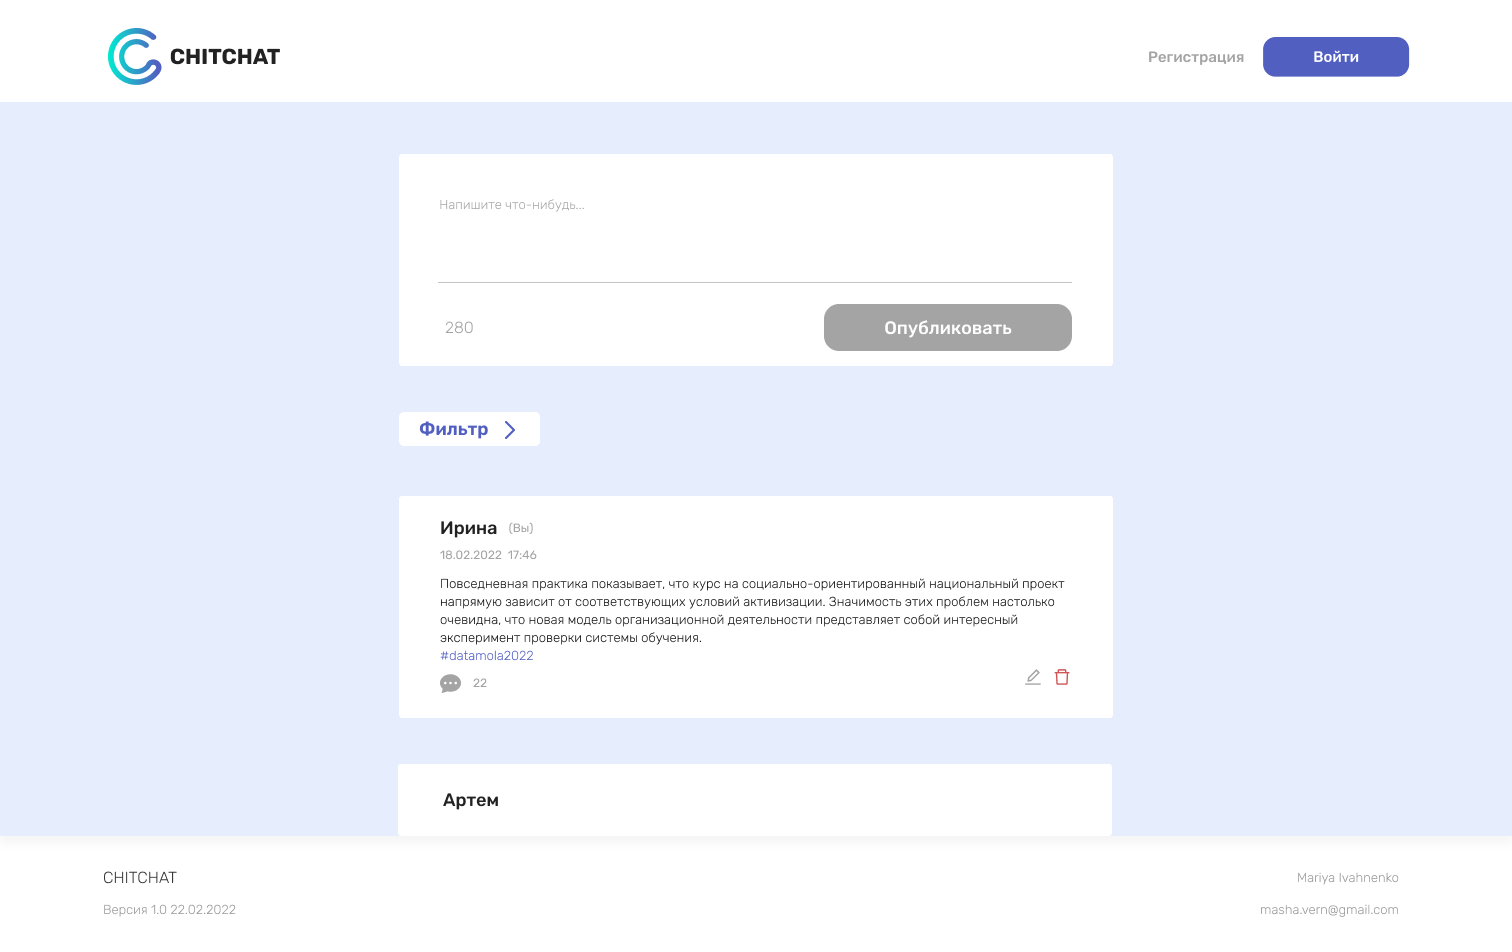 CHITCHAT
Регистрация
Войти
Напишите что-нибудь...
280
Опубликовать
Фильтр
Ирина (Вы)
18.02.2022 17:46
Повседневная практика показывает, что курс на социально-ориентированный национальный проект
напрямую зависит от соответствующих условий активизации. Значимость этих проблем настолько
очевидна, что новая модель организационной деятельности представляет собой интересный
эксперимент проверки системы обучения.
#datamola2022
22
Артем
CHITCHAT
Mariya Ivahnenko
Версия 1.0 22.02.2022
masha.vern@gmail.com